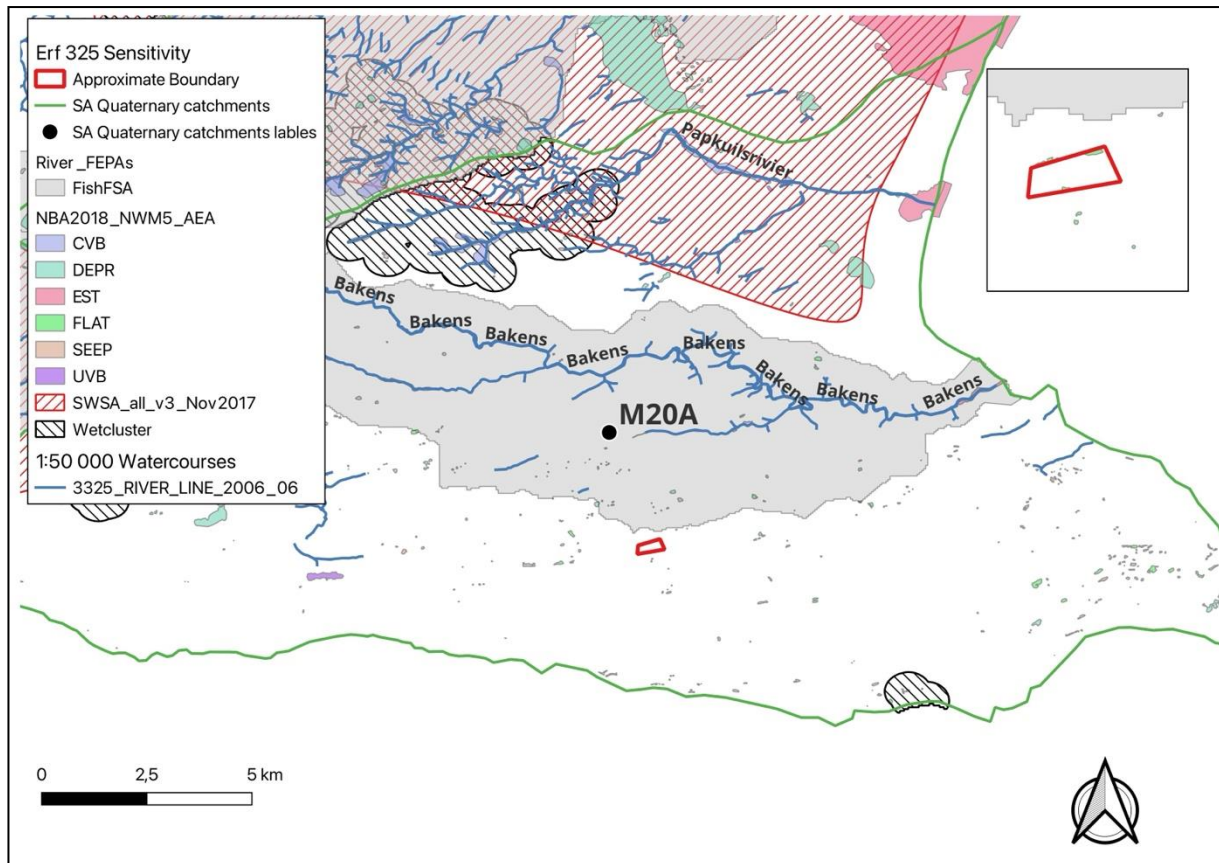 Erf 325 Sensitivity
Approximate Boundary
SA Quaternary catchments
SA Quaternary catchments lables
River_FEPAs
FishFSA
NBA2018_NWM5_AEA
CVB
DEPR
EST
FLAT
SEEP
UVB
SWSA_all_v3_Nov2017
Wetcluster
1:50 000 Watercourses
3325_RIVER_LINE_2006_06
Papkuilsrivier
Bakens
Bakens
Bakens
Bakens
Bakens
Bakens
Bakens
Bakens
M20A
0 2,5 5 km